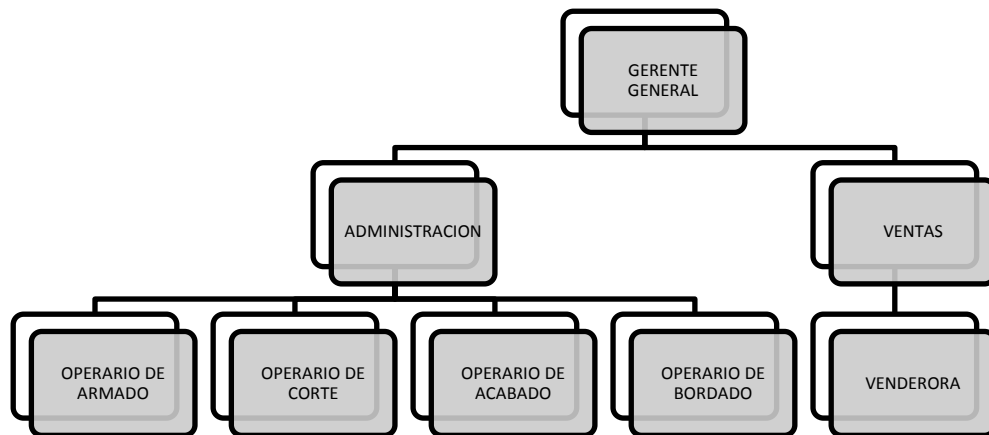 GERENTE
GENERAL
ADMINISTRACION
VENTAS
OPERARIO DE
ARMADO
OPERARIO DE
CORTE
OPERARIO DE
ACABADO
OPERARIO DE
BORDADO
VENDERORA